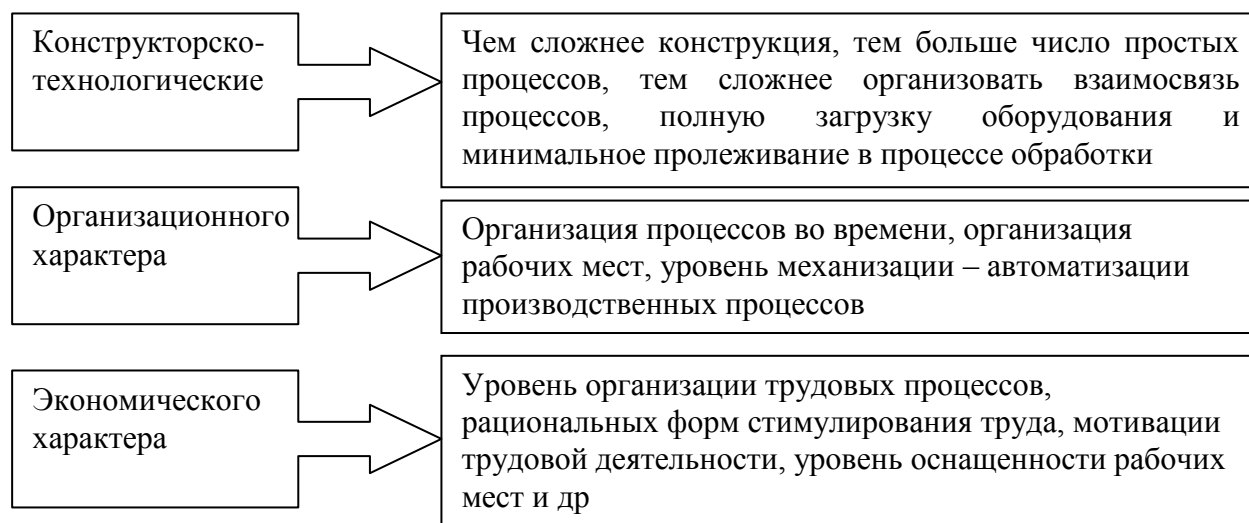 Конструкторско-
технологические
Чем сложнее конструкция, тем больше число простых
процессов, тем сложнее организовать взаимосвязь
процессов, полную загрузку оборудования и
минимальное пролеживание в процессе обработки
Организационного
характера
Организация процессов во времени, организация
рабочих мест, уровень механизации – автоматизации
производственных процессов
Экономического
характера
Уровень организации трудовых процессов,
рациональных форм стимулирования труда, мотивации
трудовой деятельности, уровень оснащенности рабочих
мест и др